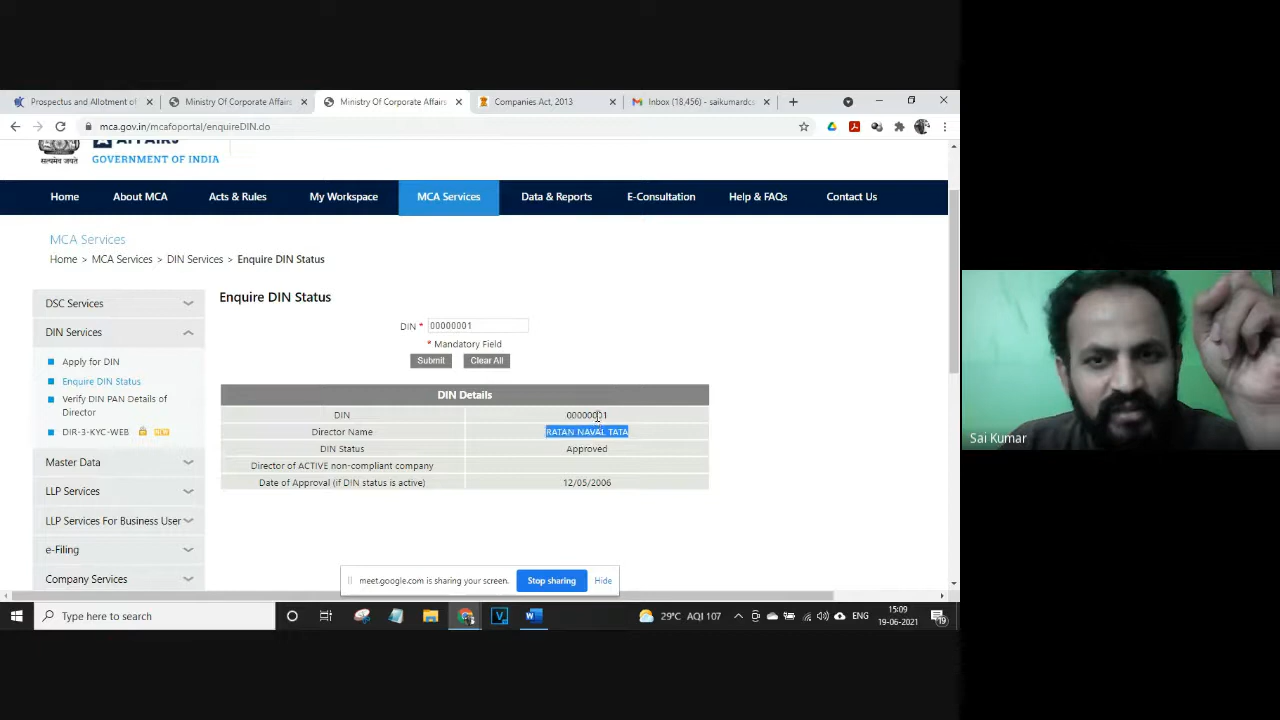 Prospectus and Allotment of
Ministry Of Corporate Affairs
Ministry Of Corporate Affairs
Companies Act, 2013
Inbox (18,456) - saikumardcs
mca.gov.in/mcafoportal/enquireDIN.do
सत्यमेव जयते
AFFAIRS
GOVERNMENT OF INDIA
Home
About MCA
Acts & Rules
My Workspace
MCA Services
Data & Reports
E-Consultation
Help & FAQs
Contact Us
MCA Services
Home > MCA Services > DIN Services > Enquire DIN Status
DSC Services
DIN Services
Apply for DIN
Enquire DIN Status
Verify DIN PAN Details of
Director
DIR-3-KYC-WEB
Master Data
LLP Services
LLP Services For Business User
e-Filing
Company Services
Enquire DIN Status
DIN * 00000001
* Mandatory Field
Submit
Clear All
DIN Details
DIN 00000001
Director Name RATAN NAVAL TATA
DIN Status Approved
Director of ACTIVE non-compliant company
Date of Approval (if DIN status is active) 12/05/2006
meet.google.com is sharing your screen.
Stop sharing
Hide
Sai Kumar
Type here to search
29°C AQI 107
ENG
15:09
19-06-2021
19